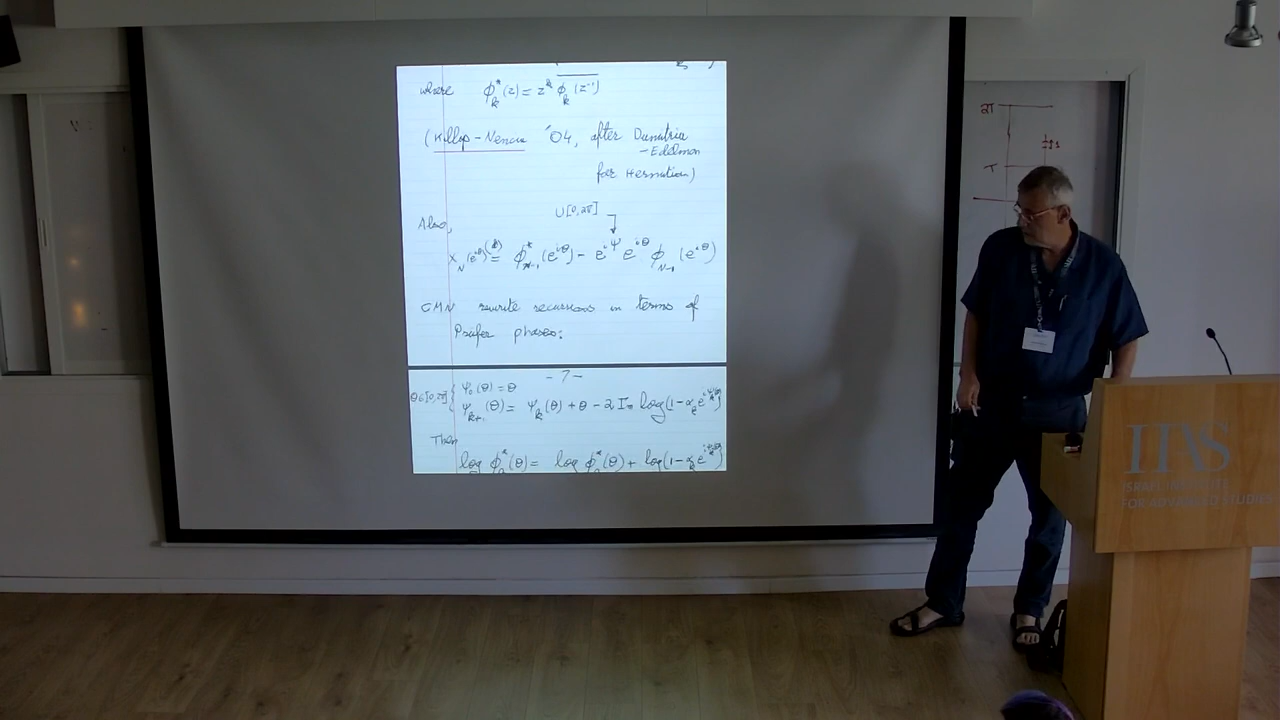 where ϕ*_k(z) = z^k \overline{ϕ_k(z^{-1})}
(Killip-Nenciu '04, after Dumitriu
-Edelman
for Hermitian)
U[0,2π]
Also,
X_N(e^{iθ}) (d)= ϕ*_{N-1}(e^{iθ}) - e^{iΨ} e^{iθ} ϕ_{N-1}(e^{iθ})
CMN rewrite recursions in terms of
Prüfer phases:
-7-
θ∈[0,2π] { Ψ_0(θ) = θ
Ψ_{k+1}(θ) = Ψ_k(θ) + θ - 2 Im log(1-α_k e^{iΨ_k(θ)})
Then
log ϕ*(θ) = log ϕ*(θ) + log(1-α_k e^{iΨ_k(θ)})
2π
π
IIAS
ISRAEL INSTITUTE
FOR ADVANCED STUDIES